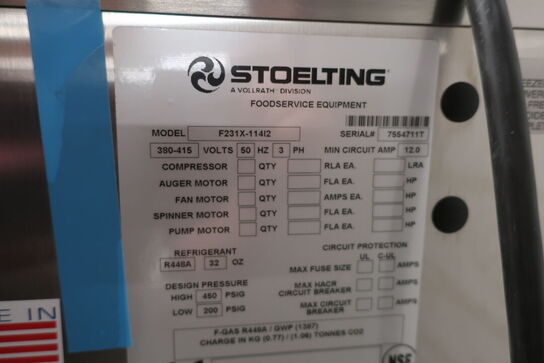 STOELTING
A VOLLRATH DIVISION
FOODSERVICE EQUIPMENT
MODEL F231X-114I2 SERIAL# 7554711T
380-415 VOLTS 50 HZ 3 PH MIN CIRCUIT AMP 12.0
COMPRESSOR QTY RLA EA. LRA
AUGER MOTOR QTY FLA EA. HP
FAN MOTOR QTY AMPS EA. HP
SPINNER MOTOR QTY FLA EA. HP
PUMP MOTOR QTY FLA EA. HP
REFRIGERANT CIRCUIT PROTECTION
UL C-UL
R448A 32 OZ MAX FUSE SIZE AMPS
DESIGN PRESSURE MAX HACR CIRCUIT BREAKER AMPS
HIGH 450 PSIG
LOW 200 PSIG MAX CIRCUIT BREAKER AMPS
F-GAS R448A / GWP (1387)
CHARGE IN KG (0.77) / (1.06) TONNES CO2
NSF
E IN